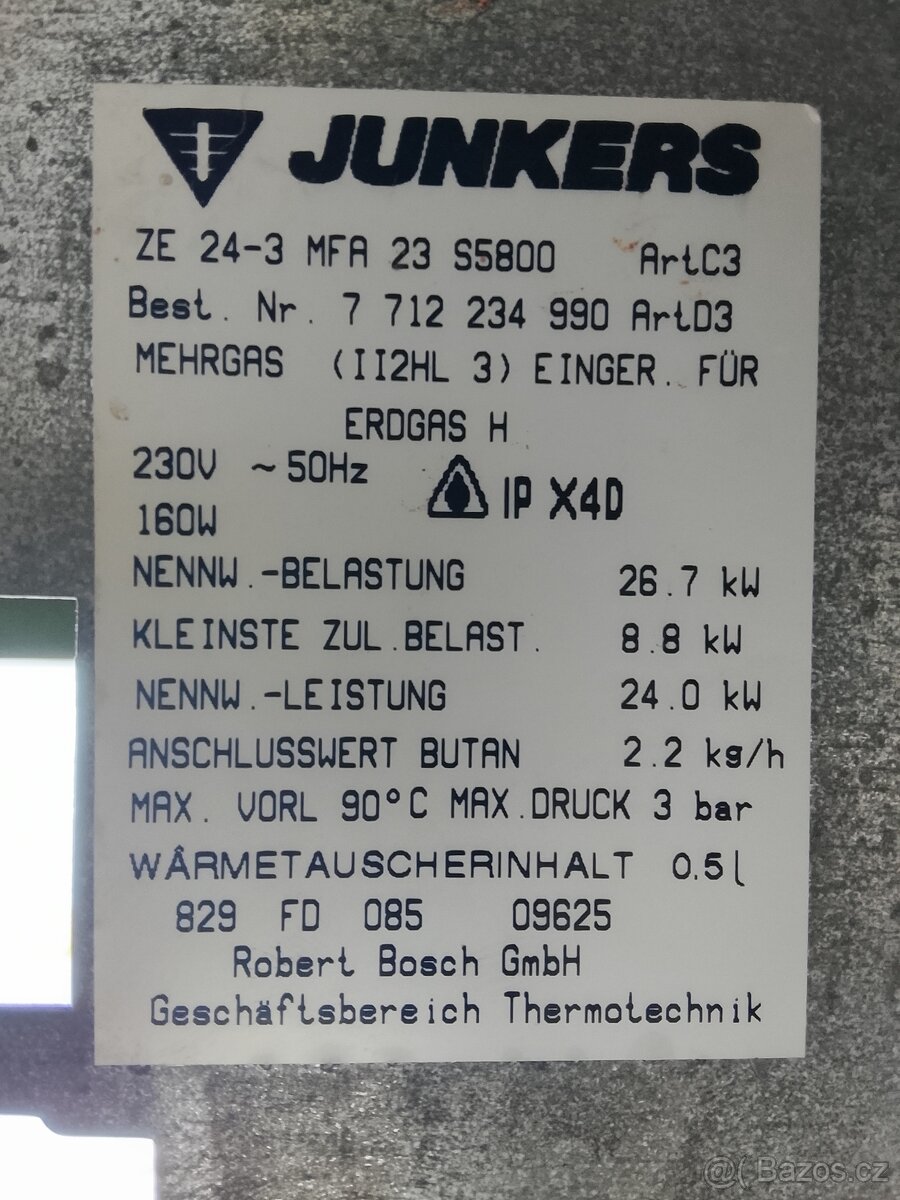 JUNKERS
ZE 24-3 MFA 23 S5800 ArtC3
Best. Nr. 7 712 234 990 ArtD3
MEHRGAS (II2HL 3) EINGER. FÜR
ERDGAS H
230V ~50Hz IP X4D
160W
NENNW.-BELASTUNG 26.7 kW
KLEINSTE ZUL.BELAST. 8.8 kW
NENNW.-LEISTUNG 24.0 kW
ANSCHLUSSWERT BUTAN 2.2 kg/h
MAX. VORL 90°C MAX.DRUCK 3 bar
WÂRMETAUSCHERINHALT 0.5l
829 FD 085 09625
Robert Bosch GmbH
Geschäftsbereich Thermotechnik
@( Bazos.cz